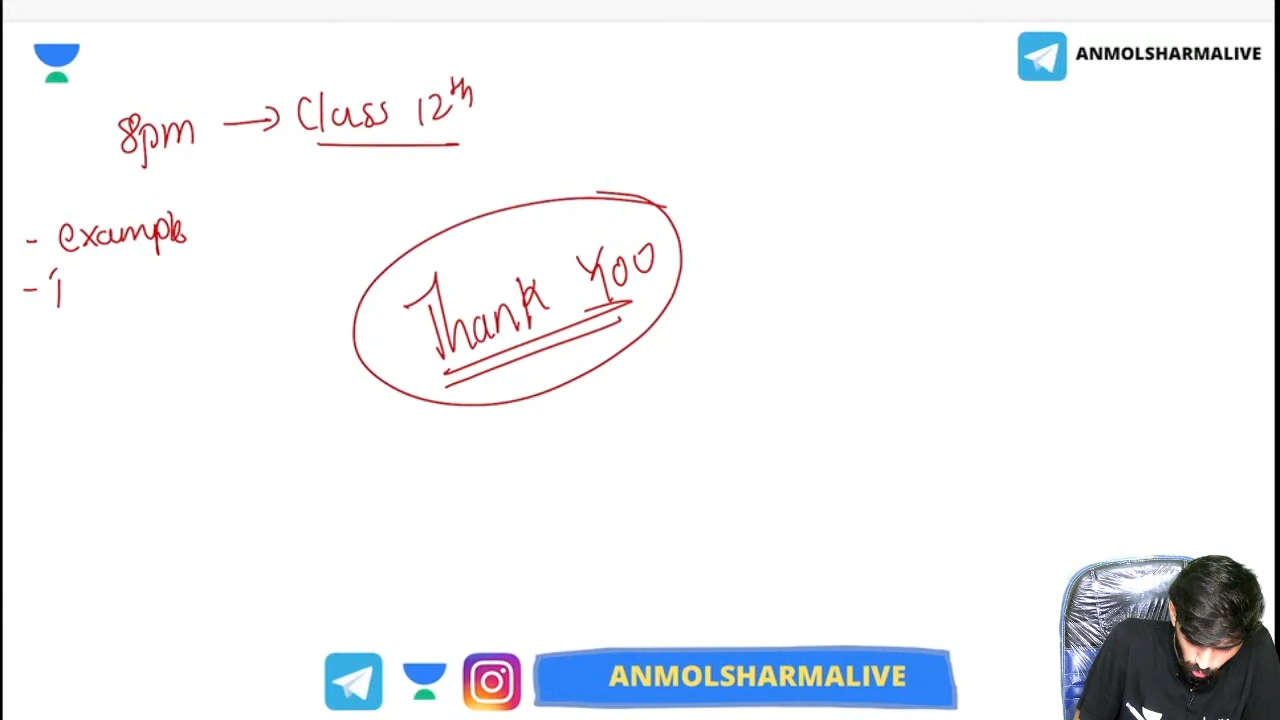 ANMOLSHARMALIVE
8pm → Class 12th
- example
- I
Thank You
ANMOLSHARMALIVE